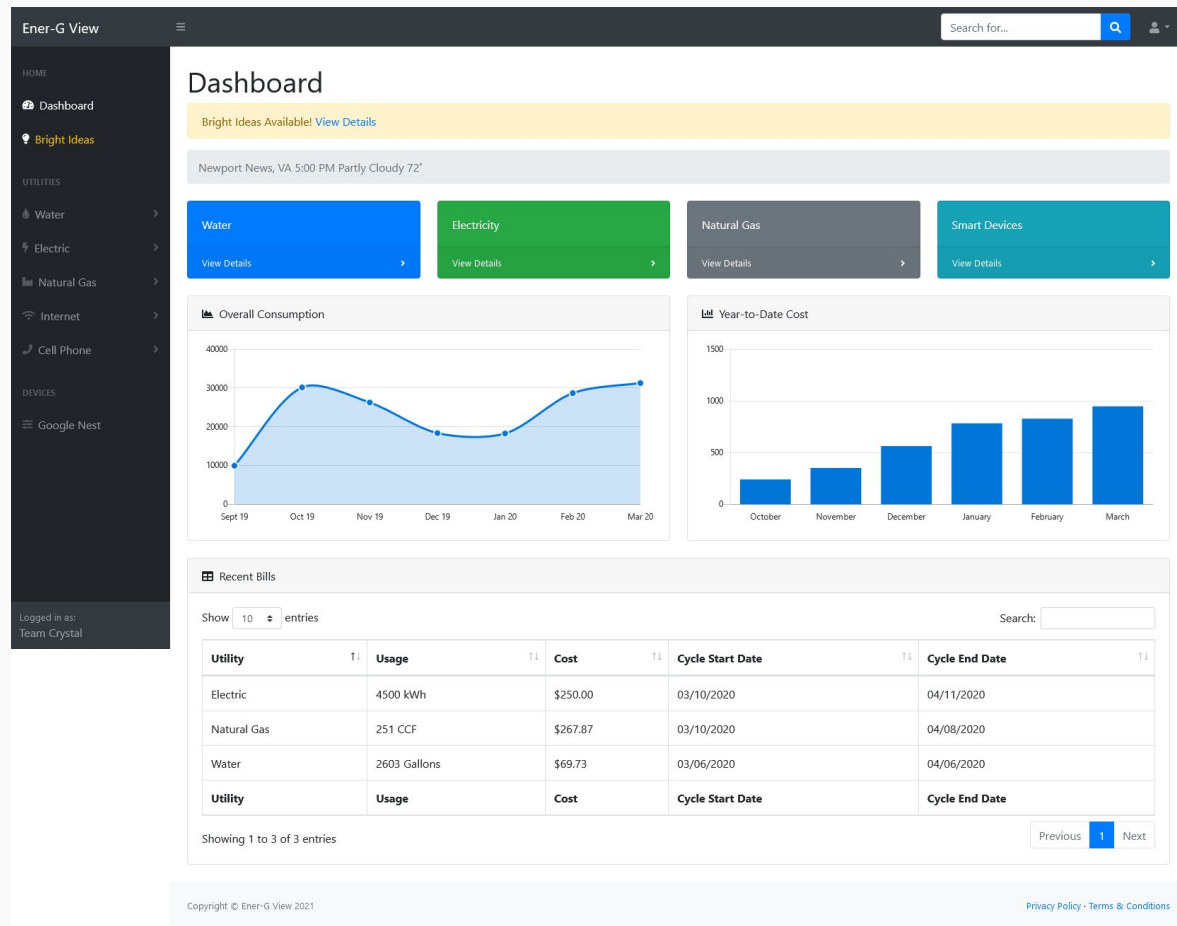 Ener-G View
Search for...
HOME
Dashboard
Bright Ideas
UTILITIES
Water
Electric
Natural Gas
Internet
Cell Phone
DEVICES
Google Nest
Logged in as:
Team Crystal
Dashboard
Bright Ideas Available! View Details
Newport News, VA 5:00 PM Partly Cloudy 72°
Water
View Details
Electricity
View Details
Natural Gas
View Details
Smart Devices
View Details
Overall Consumption
40000
30000
20000
10000
0
Sept 19 Oct 19 Nov 19 Dec 19 Jan 20 Feb 20 Mar 20
Year-to-Date Cost
1500
1000
500
0
October November December January February March
Recent Bills
Show 10 entries Search:
Utility Usage Cost Cycle Start Date Cycle End Date
Electric 4500 kWh $250.00 03/10/2020 04/11/2020
Natural Gas 251 CCF $267.87 03/10/2020 04/08/2020
Water 2603 Gallons $69.73 03/06/2020 04/06/2020
Utility Usage Cost Cycle Start Date Cycle End Date
Showing 1 to 3 of 3 entries Previous 1 Next
Copyright © Ener-G View 2021 Privacy Policy · Terms & Conditions